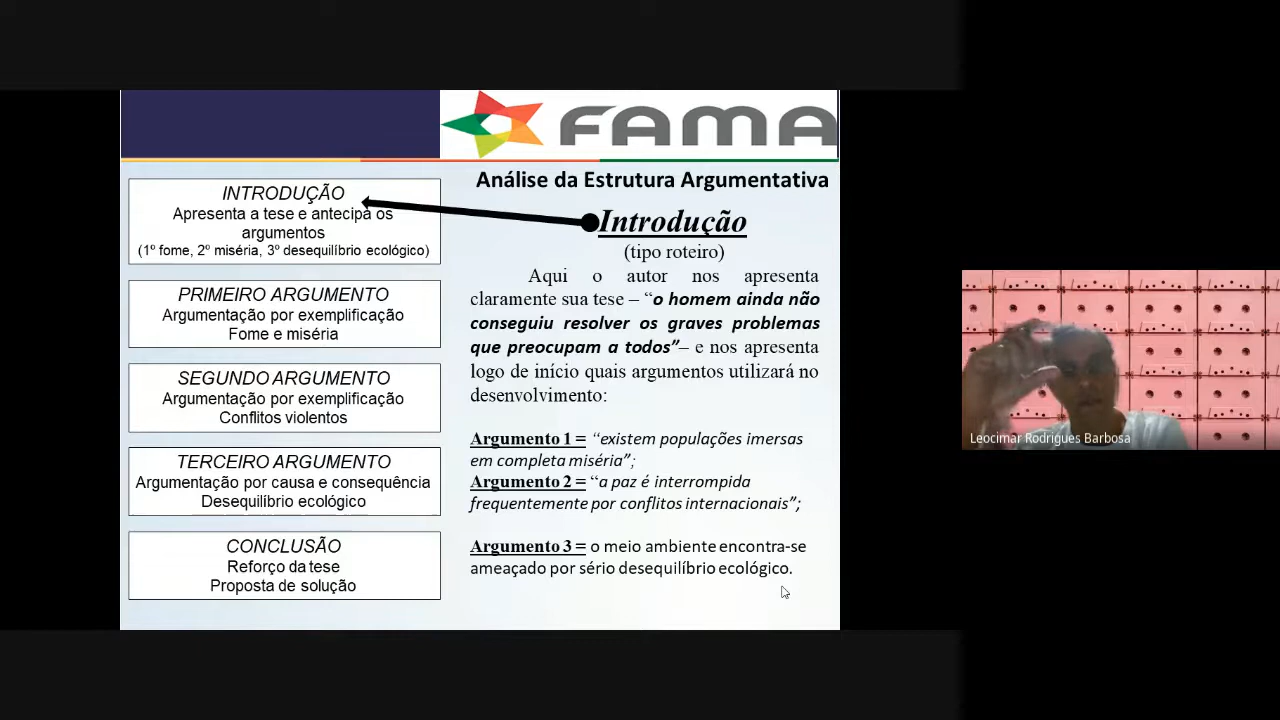 FAMA
Análise da Estrutura Argumentativa
INTRODUÇÃO
Apresenta a tese e antecipa os
argumentos
(1º fome, 2º miséria, 3º desequilíbrio ecológico)
PRIMEIRO ARGUMENTO
Argumentação por exemplificação
Fome e miséria
SEGUNDO ARGUMENTO
Argumentação por exemplificação
Conflitos violentos
TERCEIRO ARGUMENTO
Argumentação por causa e consequência
Desequilíbrio ecológico
CONCLUSÃO
Reforço da tese
Proposta de solução
Introdução
(tipo roteiro)
Aqui o autor nos apresenta
claramente sua tese – “o homem ainda não
conseguiu resolver os graves problemas
que preocupam a todos”– e nos apresenta
logo de início quais argumentos utilizará no
desenvolvimento:
Argumento 1 = “existem populações imersas
em completa miséria”;
Argumento 2 = “a paz é interrompida
frequentemente por conflitos internacionais”;
Argumento 3 = o meio ambiente encontra-se
ameaçado por sério desequilíbrio ecológico.
Leocimar Rodrigues Barbosa